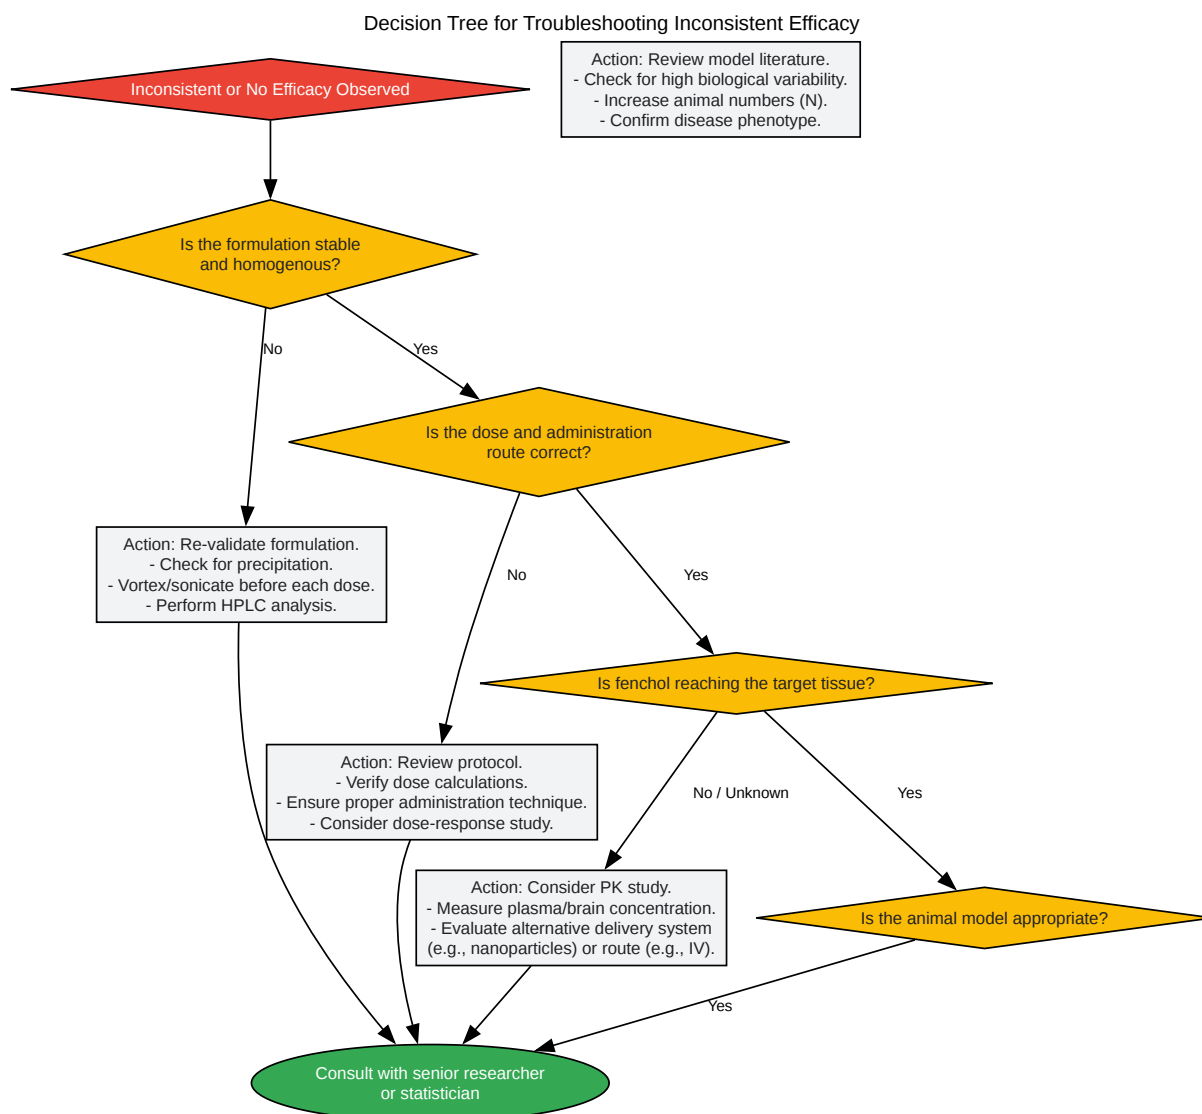 Decision Tree for Troubleshooting Inconsistent Efficacy
Action: Review model literature.
- Check for high biological variability.
- Increase animal numbers (N).
- Confirm disease phenotype.
Inconsistent or No Efficacy Observed
Is the formulation stable
and homogenous?
No
Yes
Is the dose and administration
route correct?
Action: Re-validate formulation.
- Check for precipitation.
- Vortex/sonicate before each dose.
- Perform HPLC analysis.
No
Yes
Is fenchol reaching the target tissue?
Action: Review protocol.
- Verify dose calculations.
- Ensure proper administration technique.
- Consider dose-response study.
No / Unknown
Yes
Action: Consider PK study.
- Measure plasma/brain concentration.
- Evaluate alternative delivery system
(e.g., nanoparticles) or route (e.g., IV).
Is the animal model appropriate?
Yes
Consult with senior researcher
or statistician